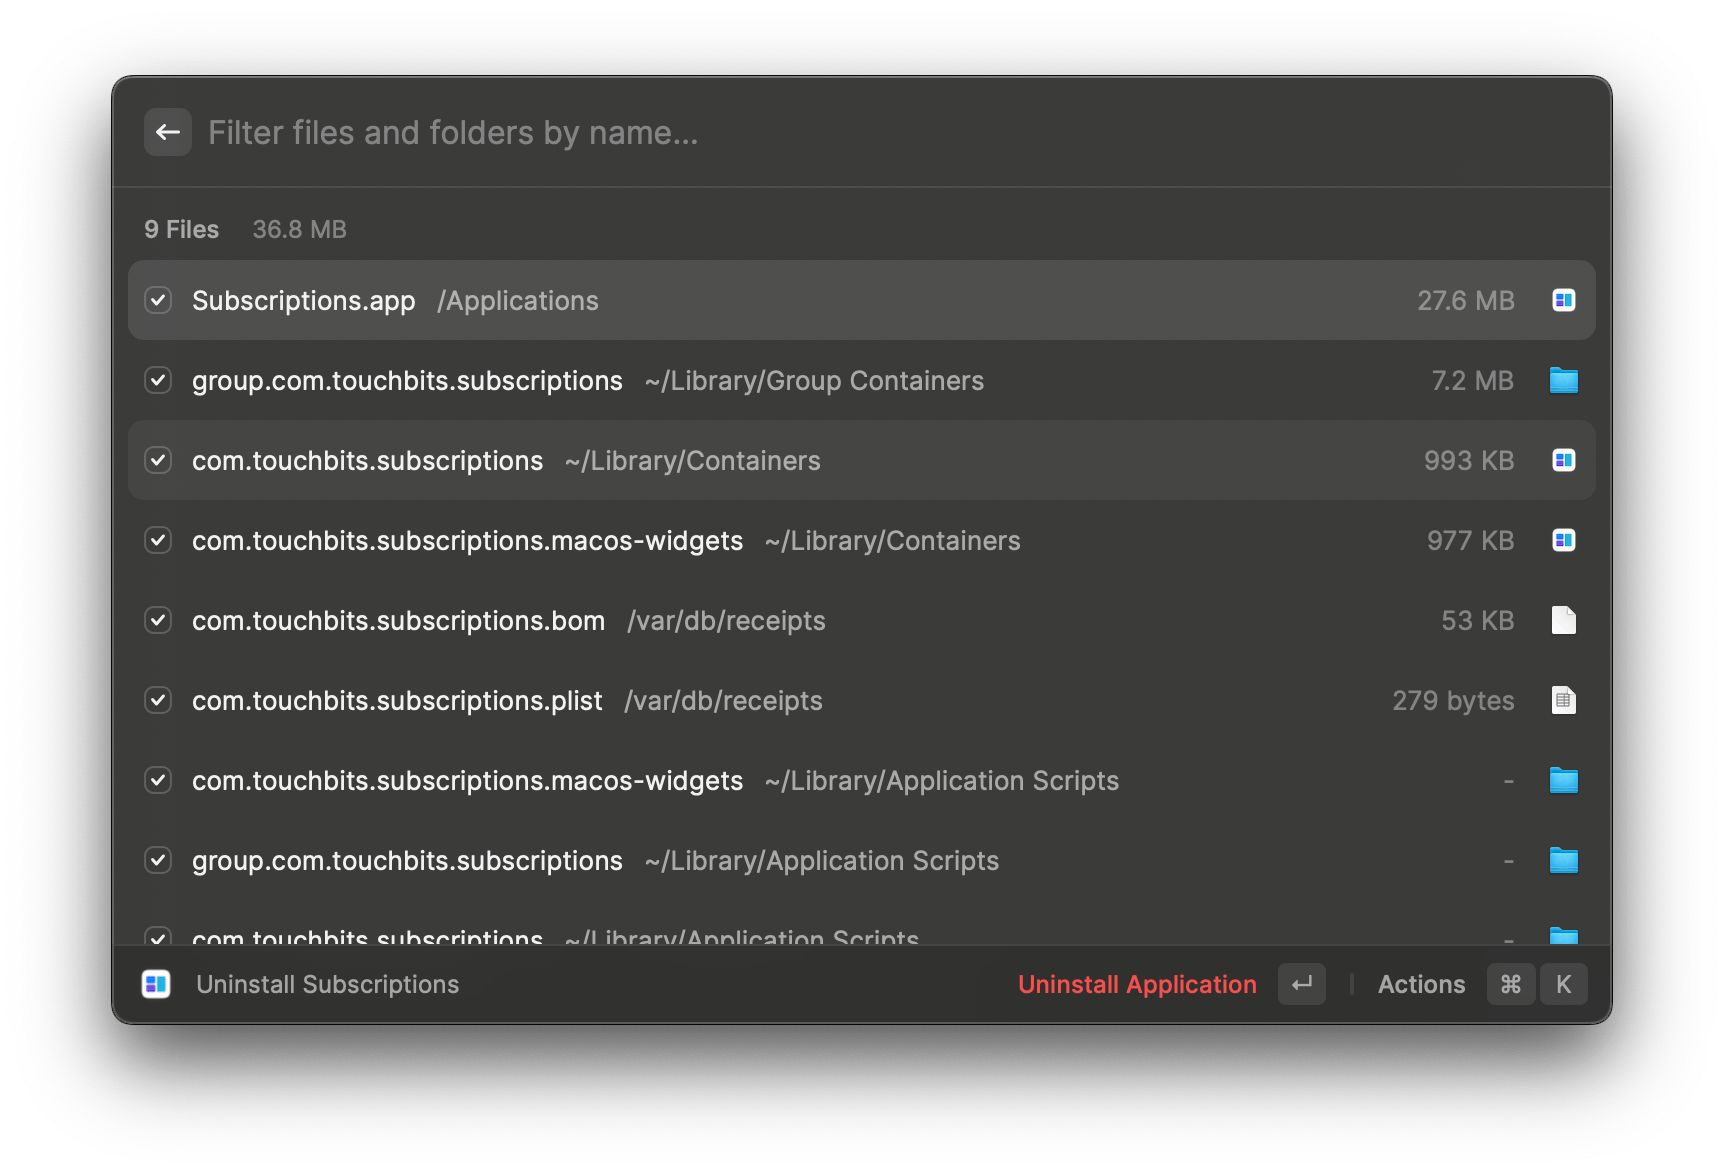 Filter files and folders by name...
9 Files 36.8 MB
Subscriptions.app /Applications 27.6 MB
group.com.touchbits.subscriptions ~/Library/Group Containers 7.2 MB
com.touchbits.subscriptions ~/Library/Containers 993 KB
com.touchbits.subscriptions.macos-widgets ~/Library/Containers 977 KB
com.touchbits.subscriptions.bom /var/db/receipts 53 KB
com.touchbits.subscriptions.plist /var/db/receipts 279 bytes
com.touchbits.subscriptions.macos-widgets ~/Library/Application Scripts -
group.com.touchbits.subscriptions ~/Library/Application Scripts -
com.touchbits.subscriptions ~/Library/Application Scripts -
Uninstall Subscriptions Uninstall Application ↵ | Actions ⌘ K